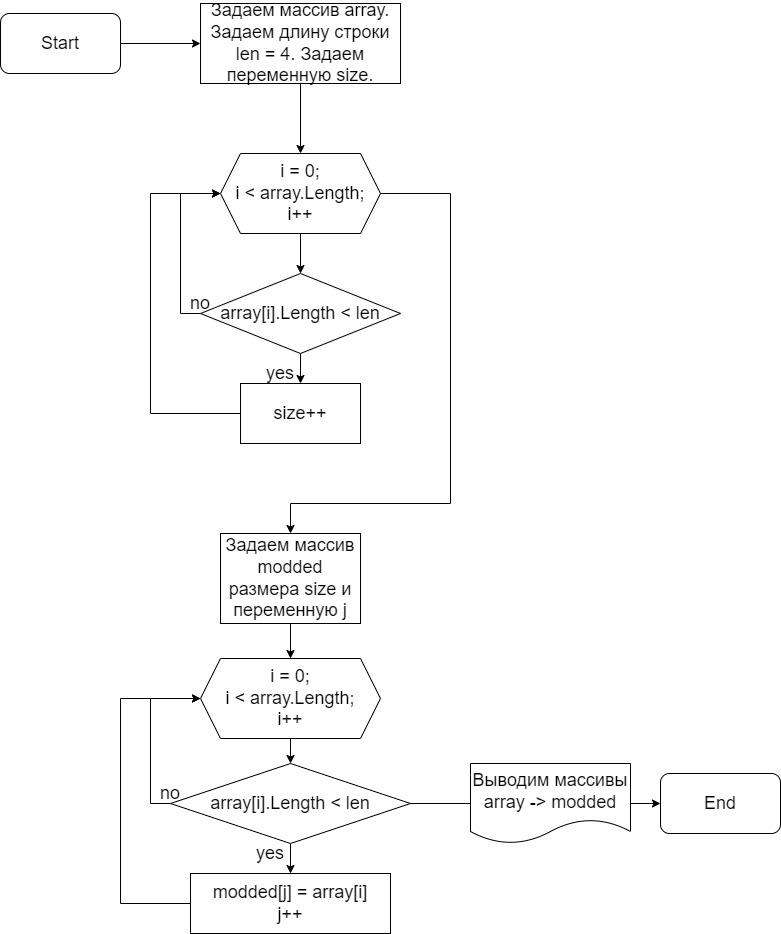 Start
Задаем массив array.
Задаем длину строки
len = 4. Задаем
переменную size.
i = 0;
i < array.Length;
i++
no
array[i].Length < len
yes
size++
Задаем массив
modded
размера size и
переменную j
i = 0;
i < array.Length;
i++
no
array[i].Length < len
yes
modded[j] = array[i]
j++
Выводим массивы
array -> modded
End